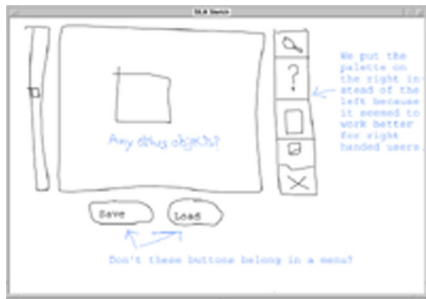 SILK Sketch
?
We put the
palette on
the right in-
stead of the
left because
it seemed to
work better
for right
handed users.
Any other objects?
Save
Load
Don't these buttons belong in a menu?